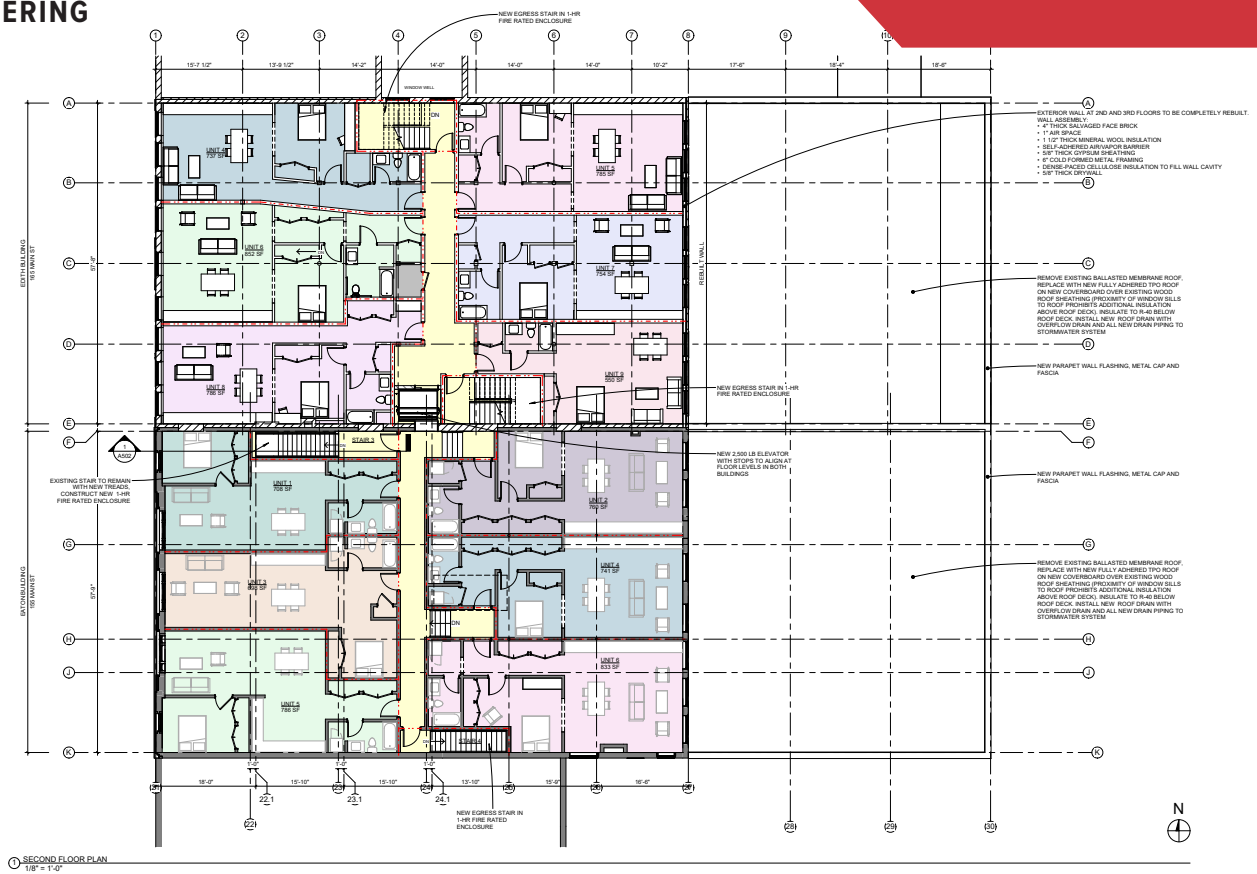 ERING
NEW EGRESS STAIR IN 1-HR
FIRE RATED ENCLOSURE
1 2 3 4 5 6 7 8 9
15'-7 1/2" 13'-9 1/2" 14'-2" 14'-0" 14'-0" 14'-0" 10'-2" 17'-6" 18'-4" 18'-6"
WINDOW WELL
A
A
DN
EXTERIOR WALL AT 2ND AND 3RD FLOORS TO BE COMPLETELY REBUILT.
WALL ASSEMBLY:
• 4" THICK SALVAGED FACE BRICK
• 1" AIR SPACE
• 1 1/2" THICK MINERAL WOOL INSULATION
• SELF-ADHERED AIR/VAPOR BARRIER
• 5/8" THICK GYPSUM SHEATHING
• 6" COLD FORMED METAL FRAMING
• DENSE-PACED CELLULOSE INSULATION TO FILL WALL CAVITY
• 5/8" THICK DRYWALL
737 SF
UNIT 5
785 SF
B
B
EDITH BUILDING
165 MAIN ST
57'-8"
UNIT 6
852 SF
C
UNIT 7
754 SF
REBUILT WALL
C
REMOVE EXISTING BALLASTED MEMBRANE ROOF,
REPLACE WITH NEW FULLY ADHERED TPO ROOF
ON NEW COVERBOARD OVER EXISTING WOOD
ROOF SHEATHING (PROXIMITY OF WINDOW SILLS
TO ROOF PROHIBITS ADDITIONAL INSULATION
ABOVE ROOF DECK). INSULATE TO R-40 BELOW
ROOF DECK. INSTALL NEW ROOF DRAIN WITH
OVERFLOW DRAIN AND ALL NEW DRAIN PIPING TO
STORMWATER SYSTEM
D
D
UNIT 8
786 SF
UNIT 9
550 SF
NEW PARAPET WALL FLASHING, METAL CAP AND
FASCIA
NEW EGRESS STAIR IN 1-HR
FIRE RATED ENCLOSURE
E
E
F
F
1
A502
STAIR 3
DN
NEW 2,500 LB ELEVATOR
WITH STOPS TO ALIGN AT
FLOOR LEVELS IN BOTH
BUILDINGS
EXISTING STAIR TO REMAIN
WITH NEW TREADS,
CONSTRUCT NEW 1-HR
FIRE RATED ENCLOSURE
UNIT 1
708 SF
UNIT 2
NEW PARAPET WALL FLASHING, METAL CAP AND
FASCIA
G
G
EATON BUILDING
155 MAIN ST
57'-9"
UNIT 3
UNIT 4
741 SF
REMOVE EXISTING BALLASTED MEMBRANE ROOF,
REPLACE WITH NEW FULLY ADHERED TPO ROOF
ON NEW COVERBOARD OVER EXISTING WOOD
ROOF SHEATHING (PROXIMITY OF WINDOW SILLS
TO ROOF PROHIBITS ADDITIONAL INSULATION
ABOVE ROOF DECK). INSULATE TO R-40 BELOW
ROOF DECK. INSTALL NEW ROOF DRAIN WITH
OVERFLOW DRAIN AND ALL NEW DRAIN PIPING TO
STORMWATER SYSTEM
DN
H
H
J
J
UNIT 6
833 SF
UNIT 5
786 SF
STAIR 4
K
K
1'-0" 1'-0" 1'-0"
18'-0" 15'-10" 15'-10" 13'-10" 15'-9" 16'-6"
21 23 24 25 26 27
22.1 23.1 24.1
22 28 29 30
NEW EGRESS STAIR IN
1-HR FIRE RATED
ENCLOSURE
N
1 SECOND FLOOR PLAN
1/8" = 1'-0"